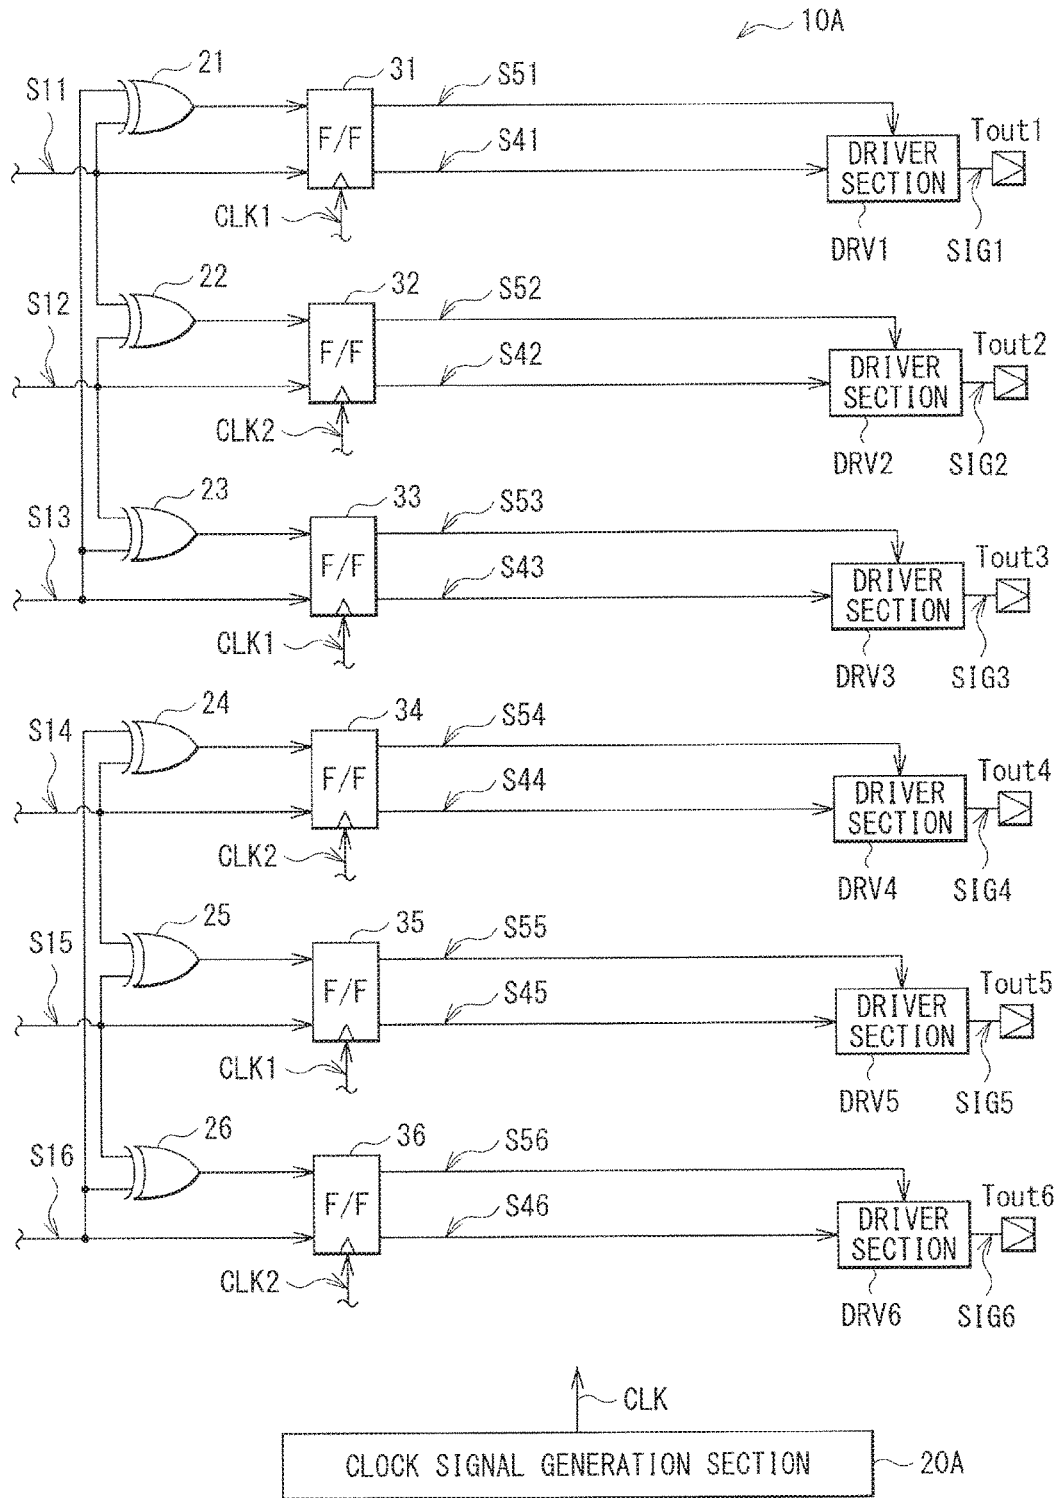 10A
21
31
S51
S11
F/F
S41
Tout1
DRIVER
SECTION
CLK1
DRV1
SIG1
22
32
S52
S12
F/F
S42
Tout2
DRIVER
SECTION
CLK2
DRV2
SIG2
23
33
S53
S13
F/F
S43
Tout3
DRIVER
SECTION
CLK1
DRV3
SIG3
24
34
S54
S14
F/F
S44
Tout4
DRIVER
SECTION
CLK2
DRV4
SIG4
25
35
S55
S15
F/F
S45
Tout5
DRIVER
SECTION
CLK1
DRV5
SIG5
26
36
S56
S16
F/F
S46
Tout6
DRIVER
SECTION
CLK2
DRV6
SIG6
CLK
CLOCK SIGNAL GENERATION SECTION
20A